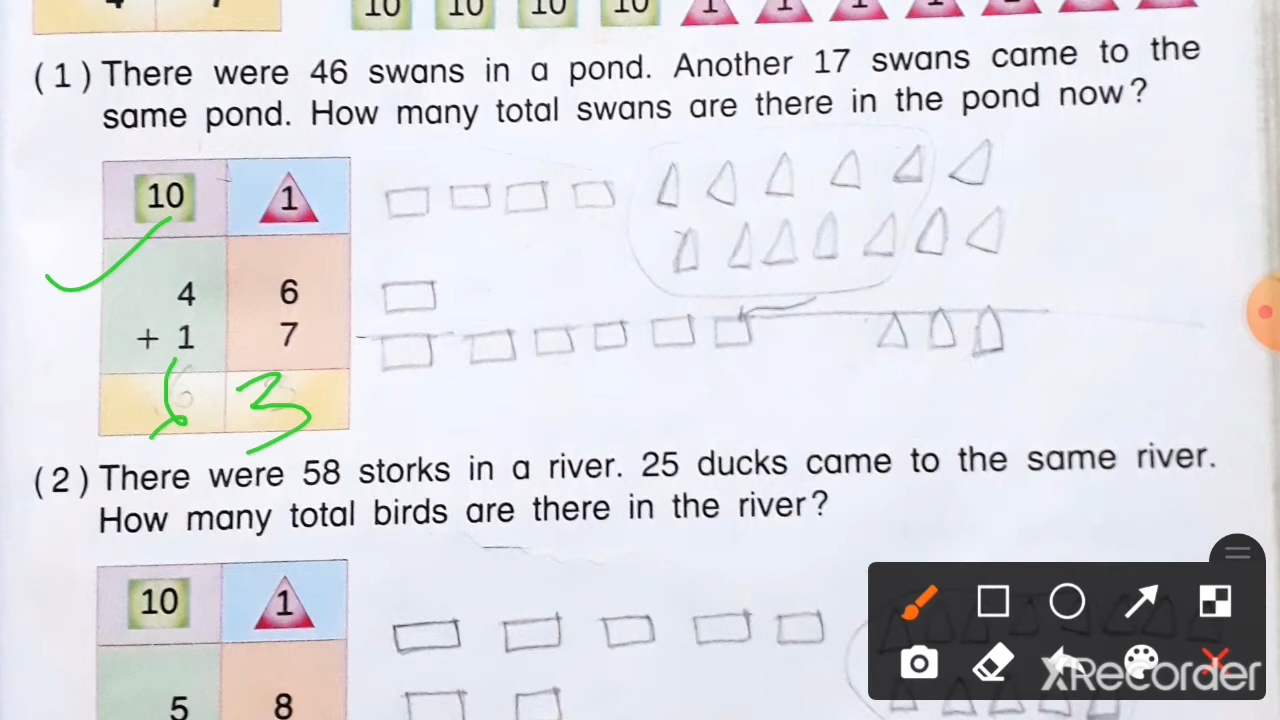 10 10 10 10 1 1 1 1 1 1 1
(1) There were 46 swans in a pond. Another 17 swans came to the
same pond. How many total swans are there in the pond now?
10 1
4 6
+ 1 7
6 3
(2) There were 58 storks in a river. 25 ducks came to the same river.
How many total birds are there in the river?
10 1
5 8
XRecorder